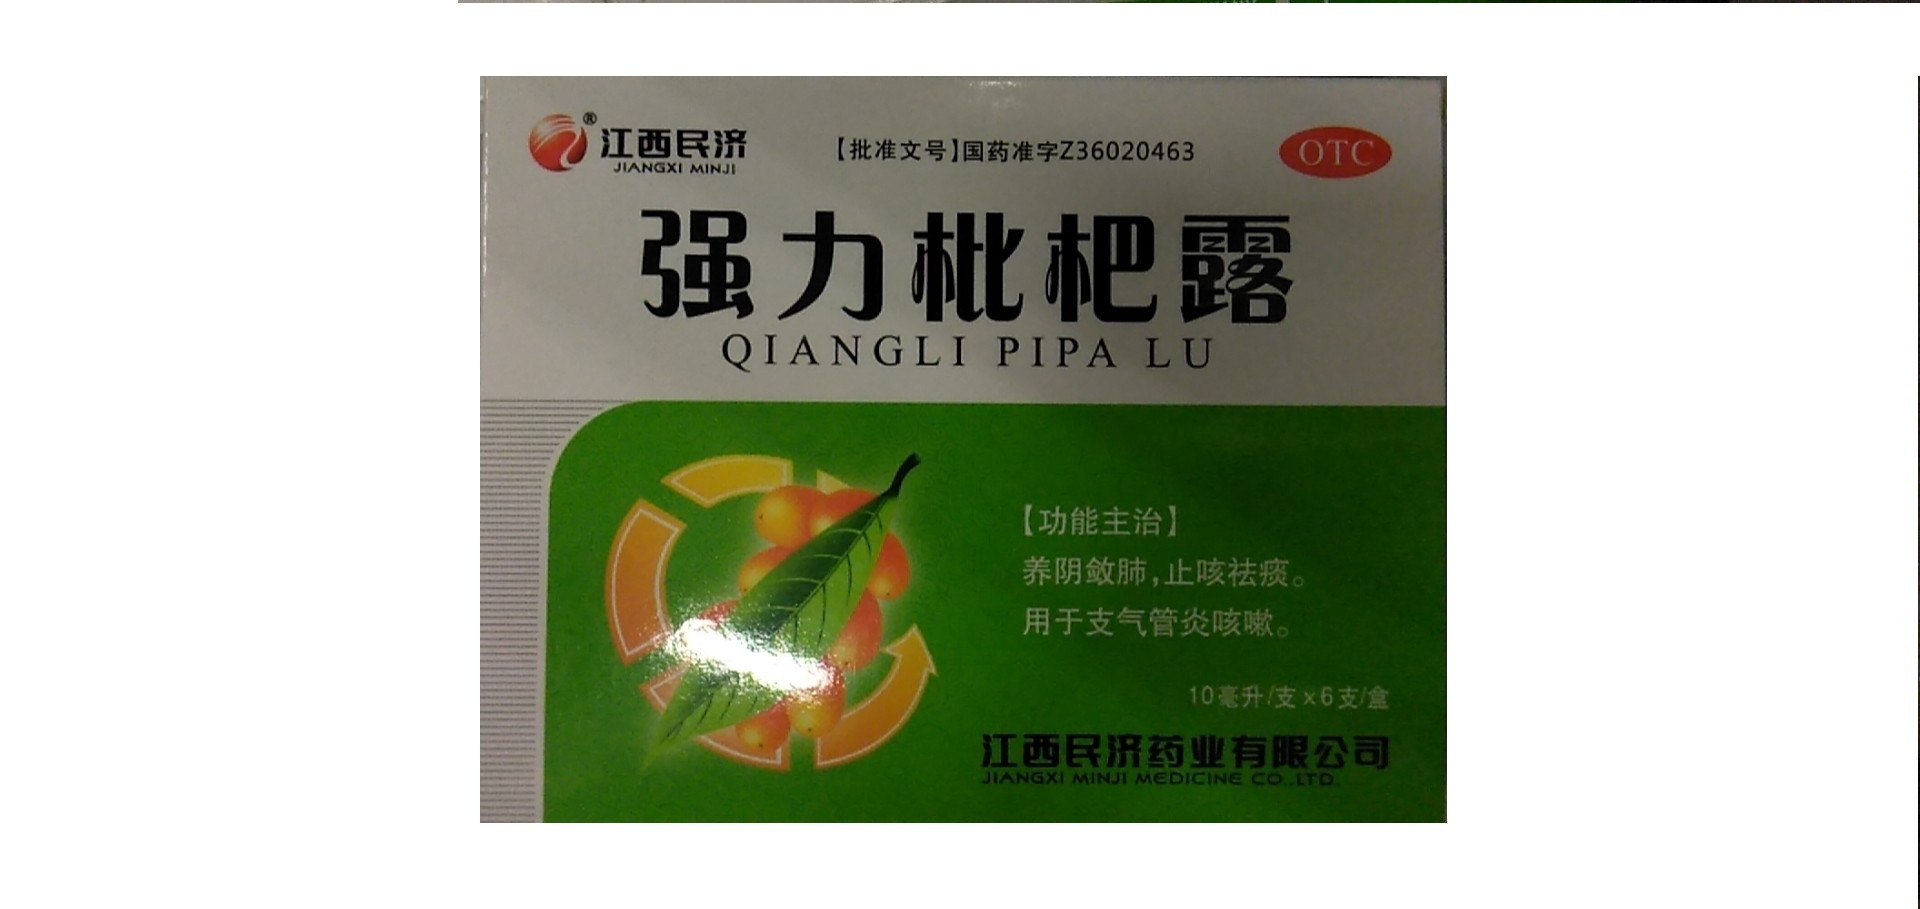 ®
江西民济
JIANGXI MINJI
【批准文号】国药准字Z36020463
OTC
强力枇杷露
QIANGLI PIPA LU
【功能主治】
养阴敛肺,止咳祛痰。
用于支气管炎咳嗽。
10毫升/支×6支/盒
江西民济药业有限公司
JIANGXI MINJI MEDICINE CO.,LTD.